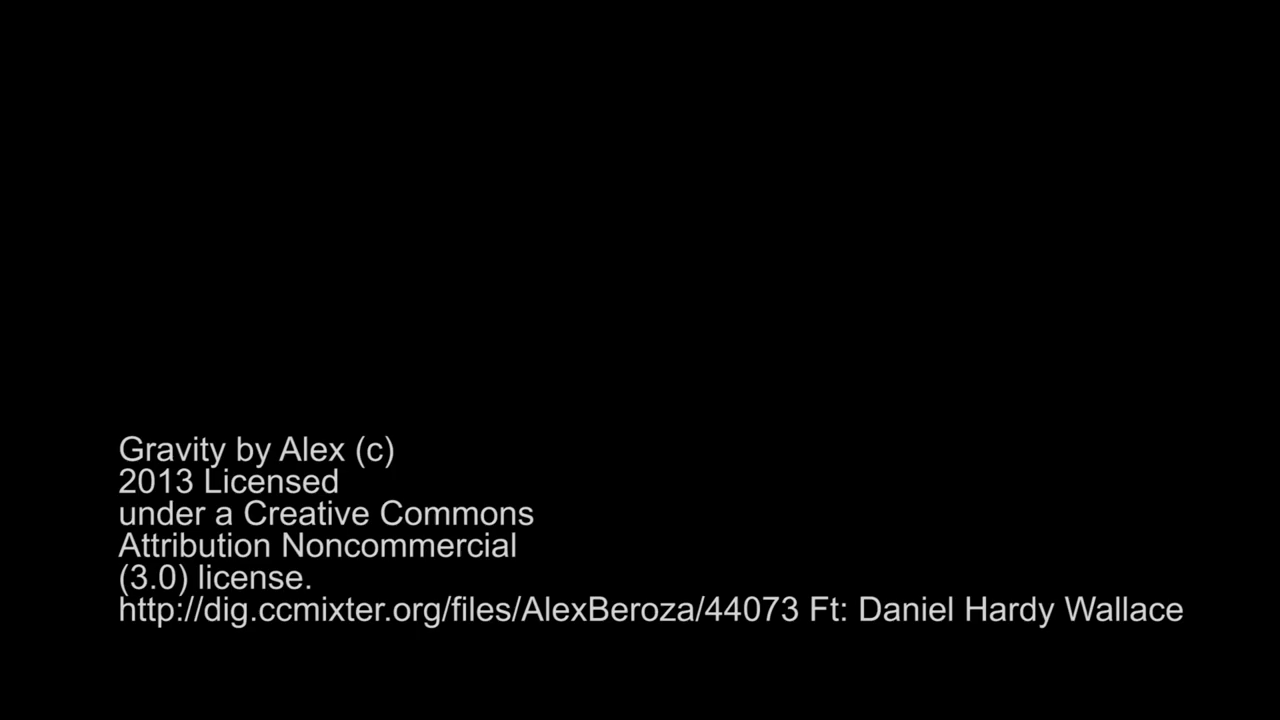 Gravity by Alex (c)
2013 Licensed
under a Creative Commons
Attribution Noncommercial
(3.0) license.
http://dig.ccmixter.org/files/AlexBeroza/44073 Ft: Daniel Hardy Wallace